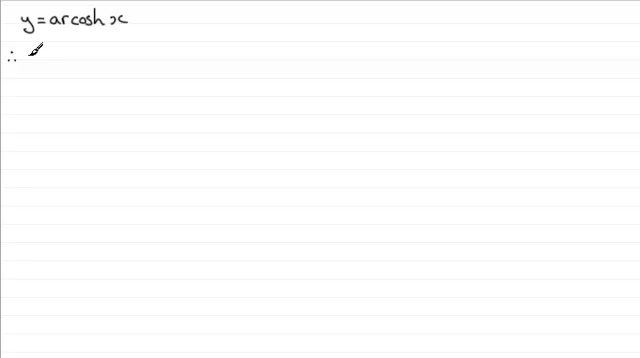 y = arcosh x
∴